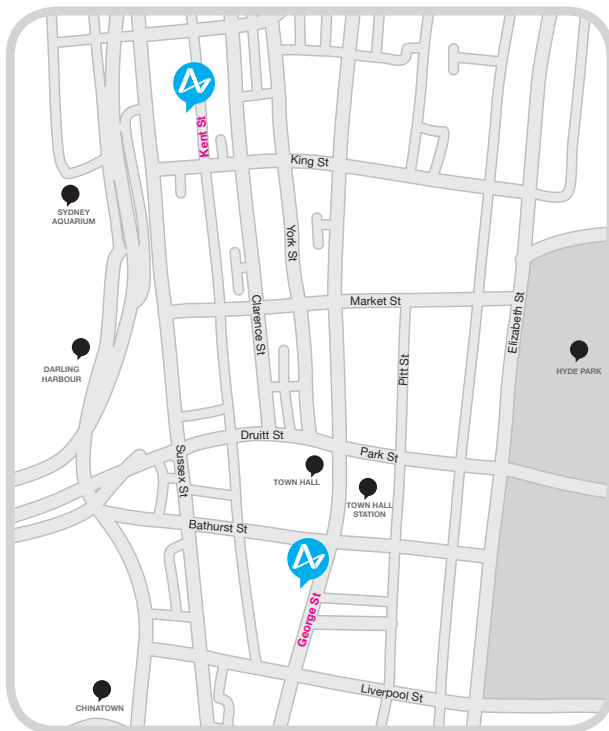 Kent St
King St
SYDNEY
AQUARIUM
York St
Elizabeth St
Clarence St
Market St
DARLING
HARBOUR
Pitt St
HYDE PARK
Druitt St
Park St
Sussex St
TOWN HALL
TOWN HALL
STATION
Bathurst St
George St
Liverpool St
CHINATOWN